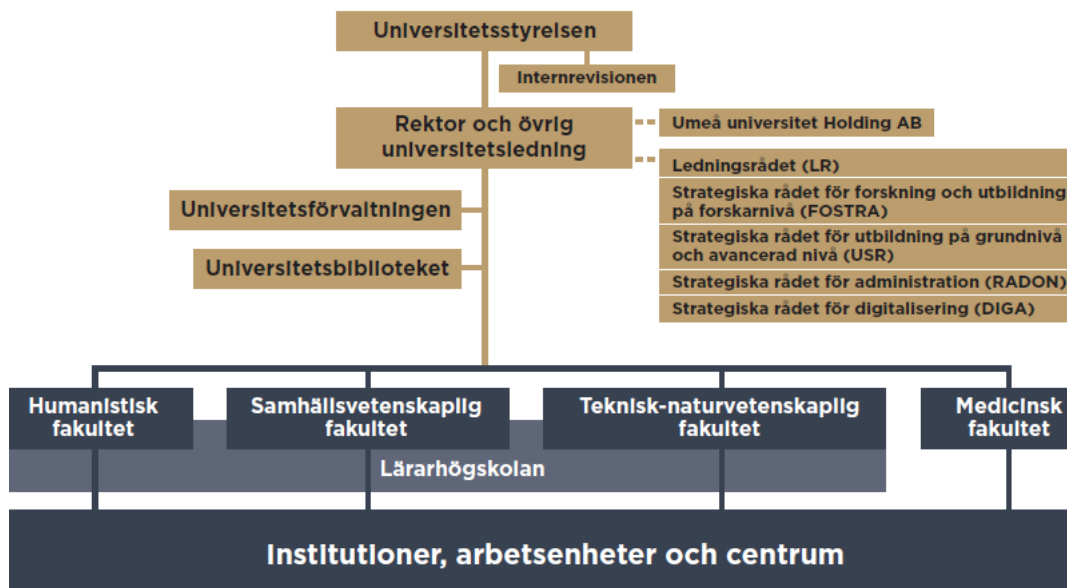 Universitetsstyrelsen
Internrevisionen
Rektor och övrig
universitetsledning
Umeå universitet Holding AB
Ledningsrådet (LR)
Strategiska rådet för forskning och utbildning
på forskarnivå (FOSTRA)
Strategiska rådet för utbildning på grundnivå
och avancerad nivå (USR)
Strategiska rådet för administration (RADON)
Strategiska rådet för digitalisering (DIGA)
Universitetsförvaltningen
Universitetsbiblioteket
Humanistisk
fakultet
Samhällsvetenskaplig
fakultet
Teknisk-naturvetenskaplig
fakultet
Medicinsk
fakultet
Lärarhögskolan
Institutioner, arbetsenheter och centrum